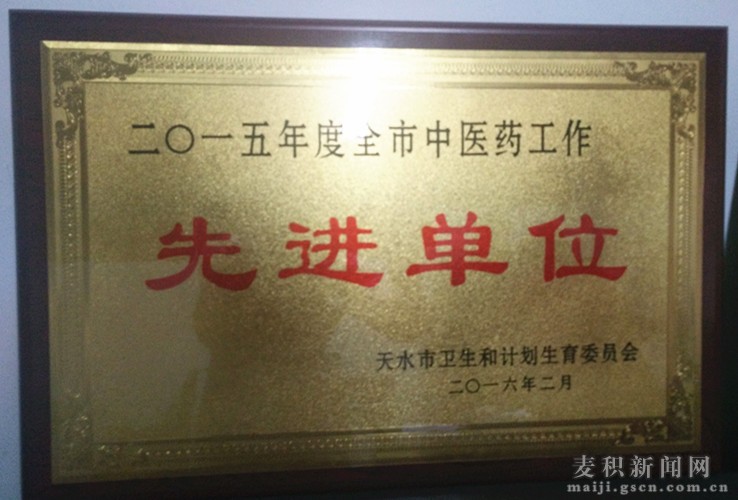 二〇一五年度全市中医药工作
先进单位
天水市卫生和计划生育委员会
二〇一六年二月
麦积新闻网
maiji.gscn.com.cn